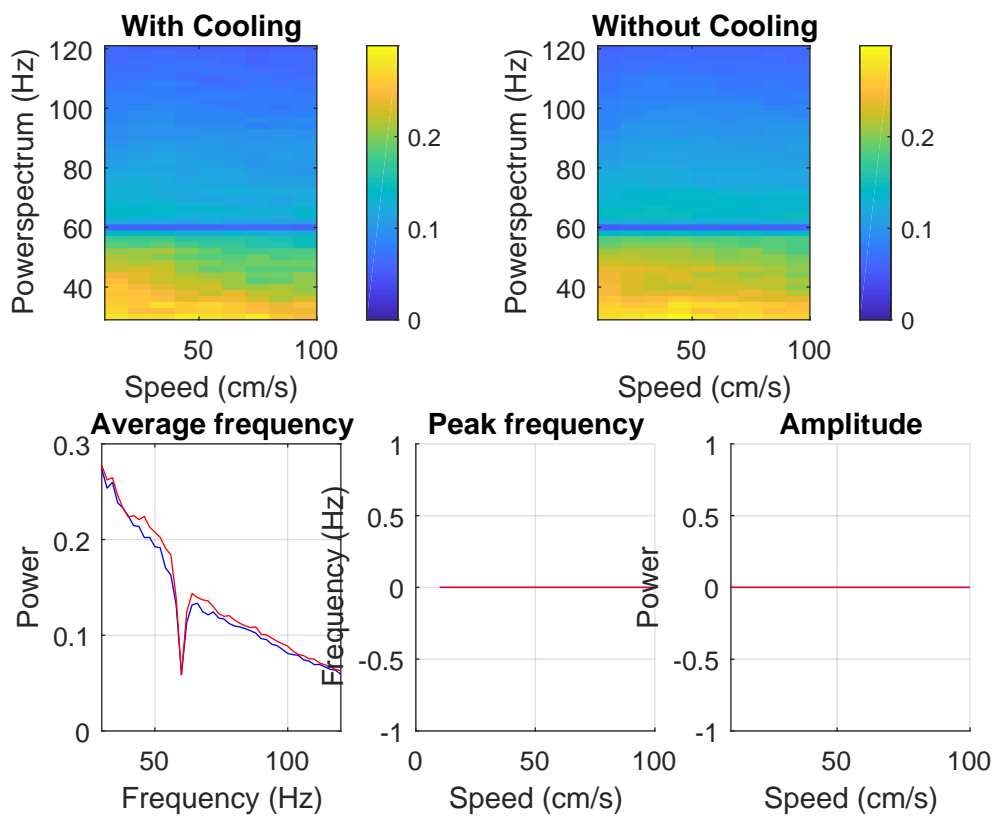 With Cooling
Without Cooling
Powerspectrum (Hz)
120
100
80
60
40
50
100
Speed (cm/s)
0.2
0.1
0
Powerspectrum (Hz)
120
100
80
60
40
50
100
Speed (cm/s)
0.2
0.1
0
Average frequency
Power
0.3
0.2
0.1
0
50
100
Frequency (Hz)
Peak frequency
Frequency (Hz)
1
0.5
0
-0.5
-1
0
50
100
Speed (cm/s)
Amplitude
Power
1
0.5
0
-0.5
-1
50
100
Speed (cm/s)